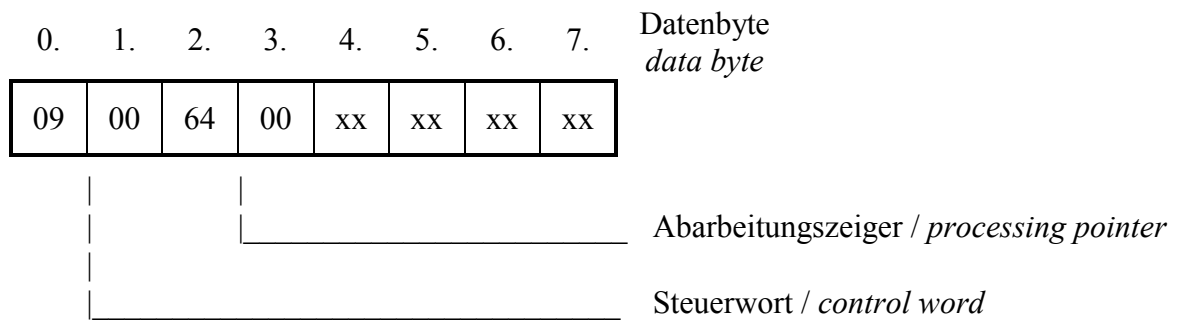 0. 1. 2. 3. 4. 5. 6. 7. Datenbyte
data byte
09 00 64 00 xx xx xx xx
Abarbeitungszeiger / processing pointer
Steuerwort / control word